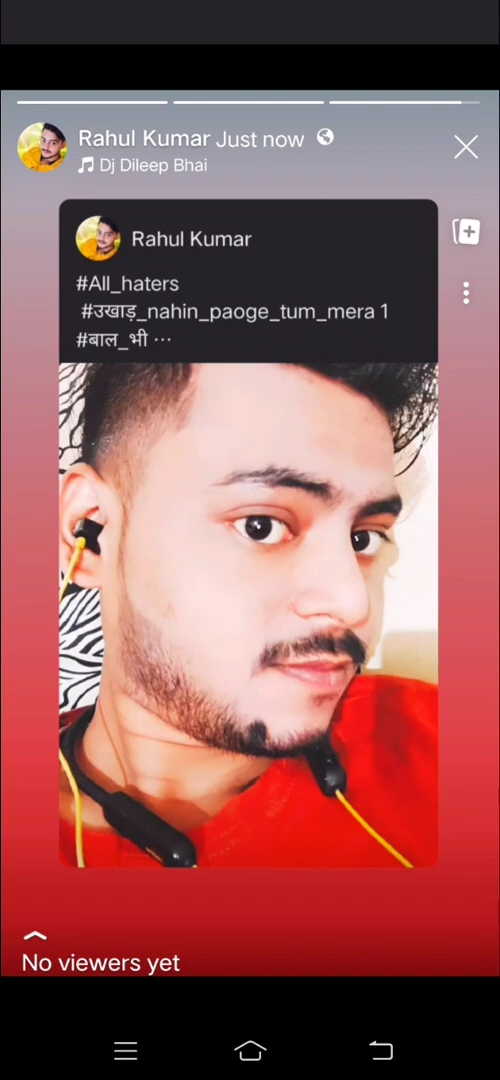 Rahul Kumar Just now
Dj Dileep Bhai
Rahul Kumar
#All_haters
#उखाड़_nahin_paoge_tum_mera 1
#बाल_भी ...
No viewers yet